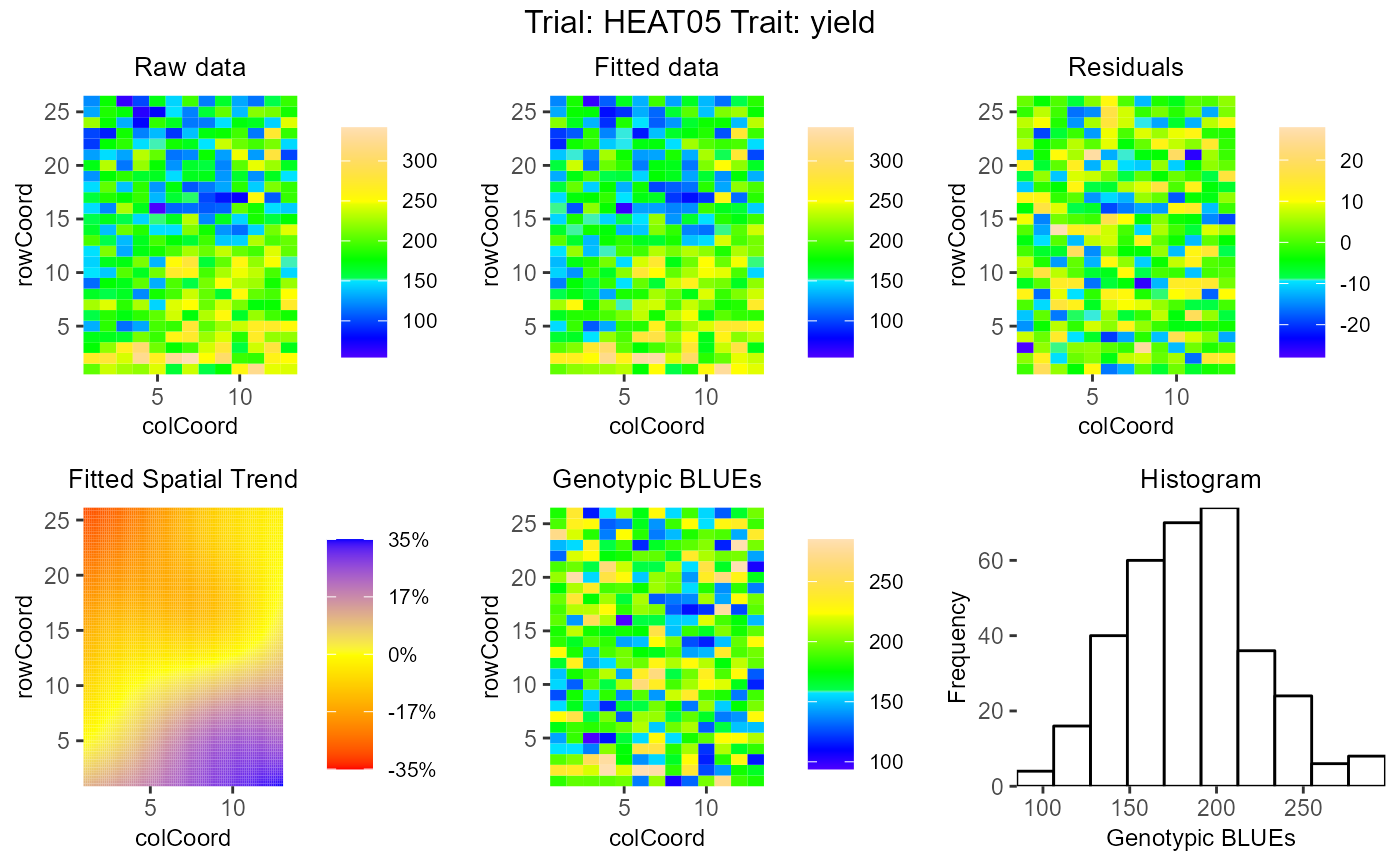 Trial: HEAT05 Trait: yield
Raw data
rowCoord
25
20
15
10
5
5 10
colCoord
300
250
200
150
100
Fitted data
rowCoord
25
20
15
10
5
5 10
colCoord
300
250
200
150
100
Residuals
rowCoord
25
20
15
10
5
5 10
colCoord
20
10
0
-10
-20
Fitted Spatial Trend
rowCoord
25
20
15
10
5
5 10
colCoord
35%
17%
0%
-17%
-35%
Genotypic BLUEs
rowCoord
25
20
15
10
5
5 10
colCoord
250
200
150
100
Histogram
Frequency
60
40
20
0
100 150 200 250
Genotypic BLUEs